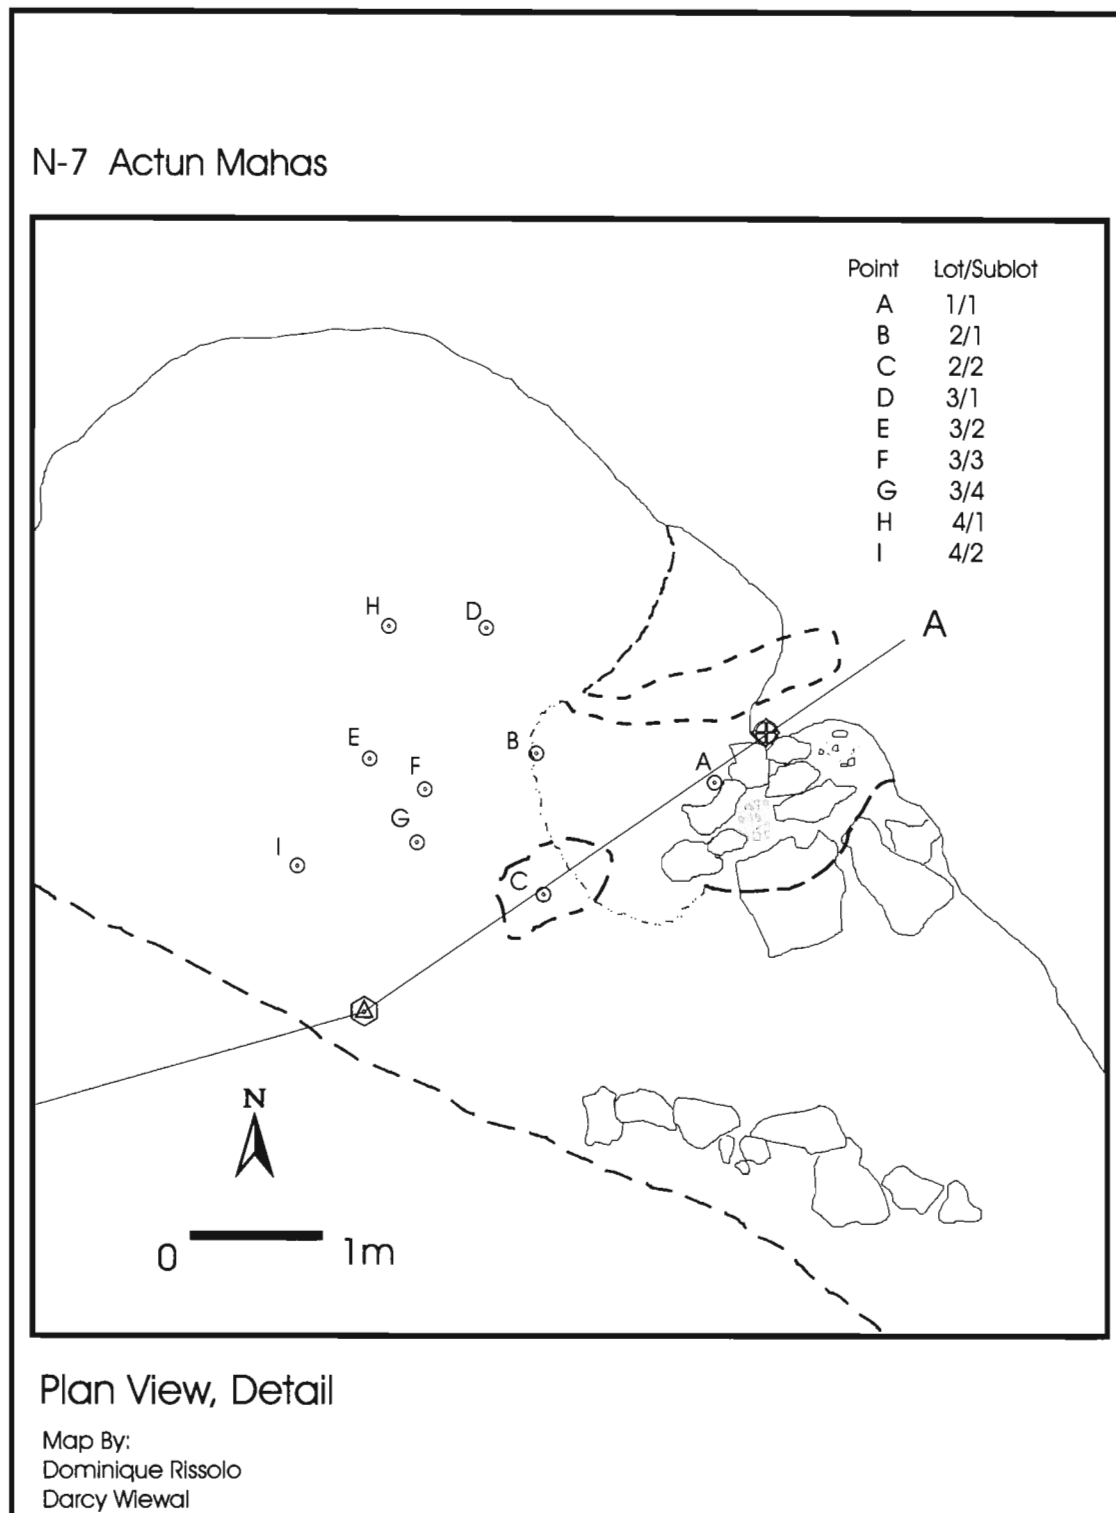 N-7 Actun Mahas
Point Lot/Sublot
A 1/1
B 2/1
C 2/2
D 3/1
E 3/2
F 3/3
G 3/4
H 4/1
I 4/2
H
D
A
B
E
A
F
G
I
C
N
0 1m
Plan View, Detail
Map By:
Dominique Rissolo
Darcy Wiewal